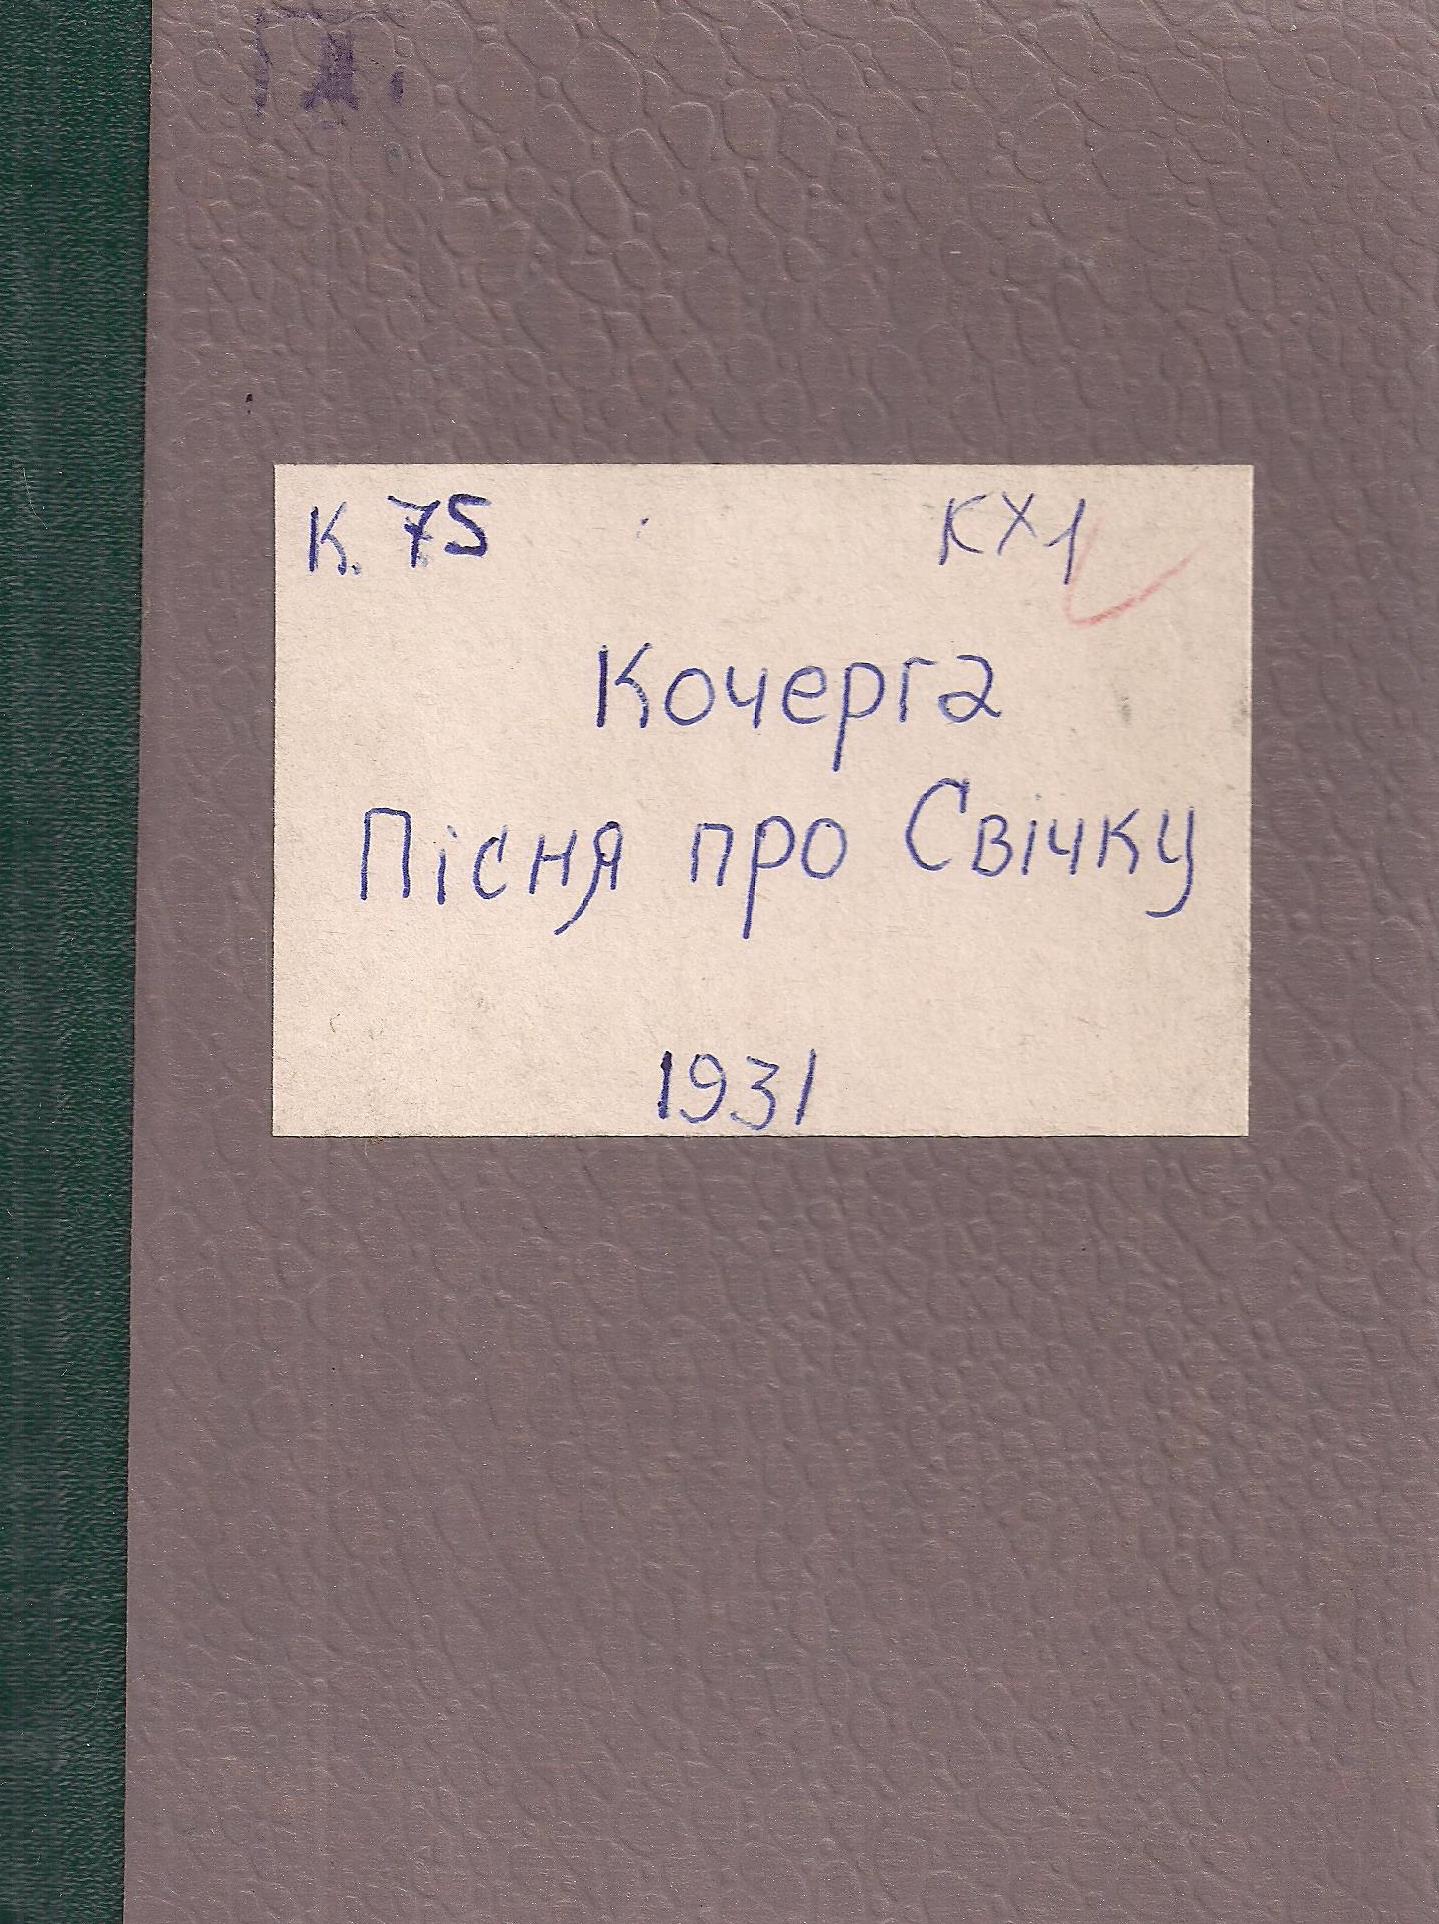 К. 75 КХ1
Кочерга
Пісня про Свічку
1931